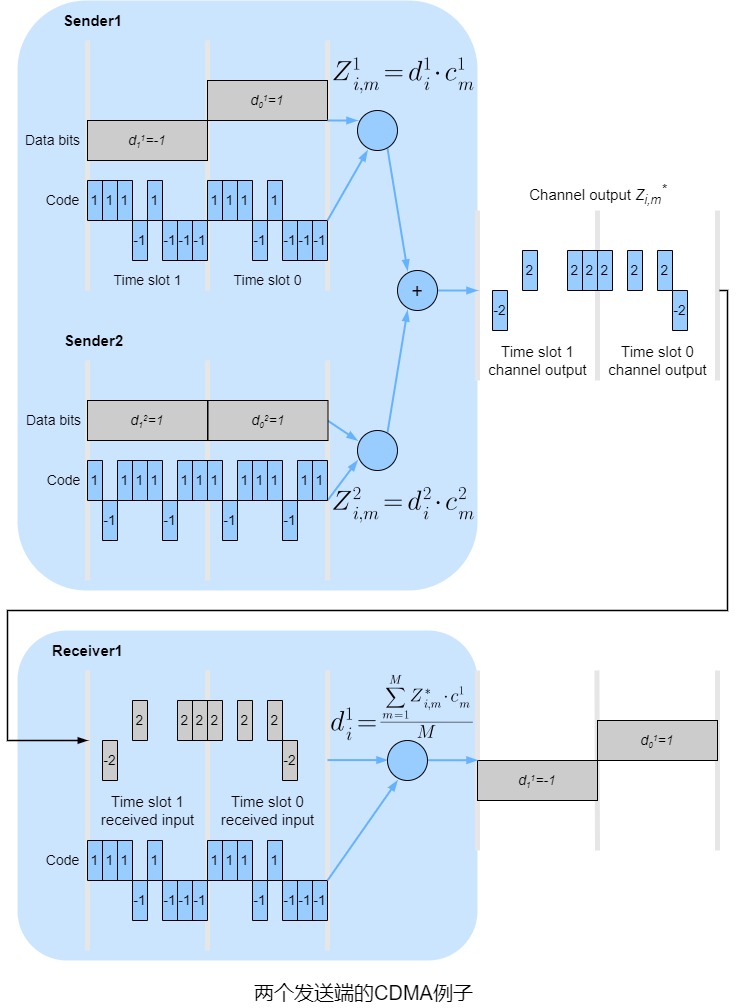 Sender1
Z^1_{i,m} = d^1_i · c^1_m
d_0^1=1
Data bits
d_1^1=-1
Code
1 1 1 -1 1 -1 -1 -1 1 1 1 -1 1 -1 -1 -1
Time slot 1
Time slot 0
Channel output Z_{i,m}^*
-2 2 2 2 2 2 2 -2
Time slot 1
channel output
Time slot 0
channel output
+
Sender2
Data bits
d_1^2=1
d_0^2=1
Code
1 -1 1 1 1 -1 1 1 1 -1 1 1 1 -1 1 1
Z^2_{i,m} = d^2_i · c^2_m
Receiver1
-2 2 2 2 2 2 2 -2
Time slot 1
received input
Time slot 0
received input
d^1_i = \frac{\sum_{m=1}^{M} Z^*_{i,m} · c^1_m}{M}
d_0^1=1
d_1^1=-1
Code
1 1 1 -1 1 -1 -1 -1 1 1 1 -1 1 -1 -1 -1
两个发送端的CDMA例子